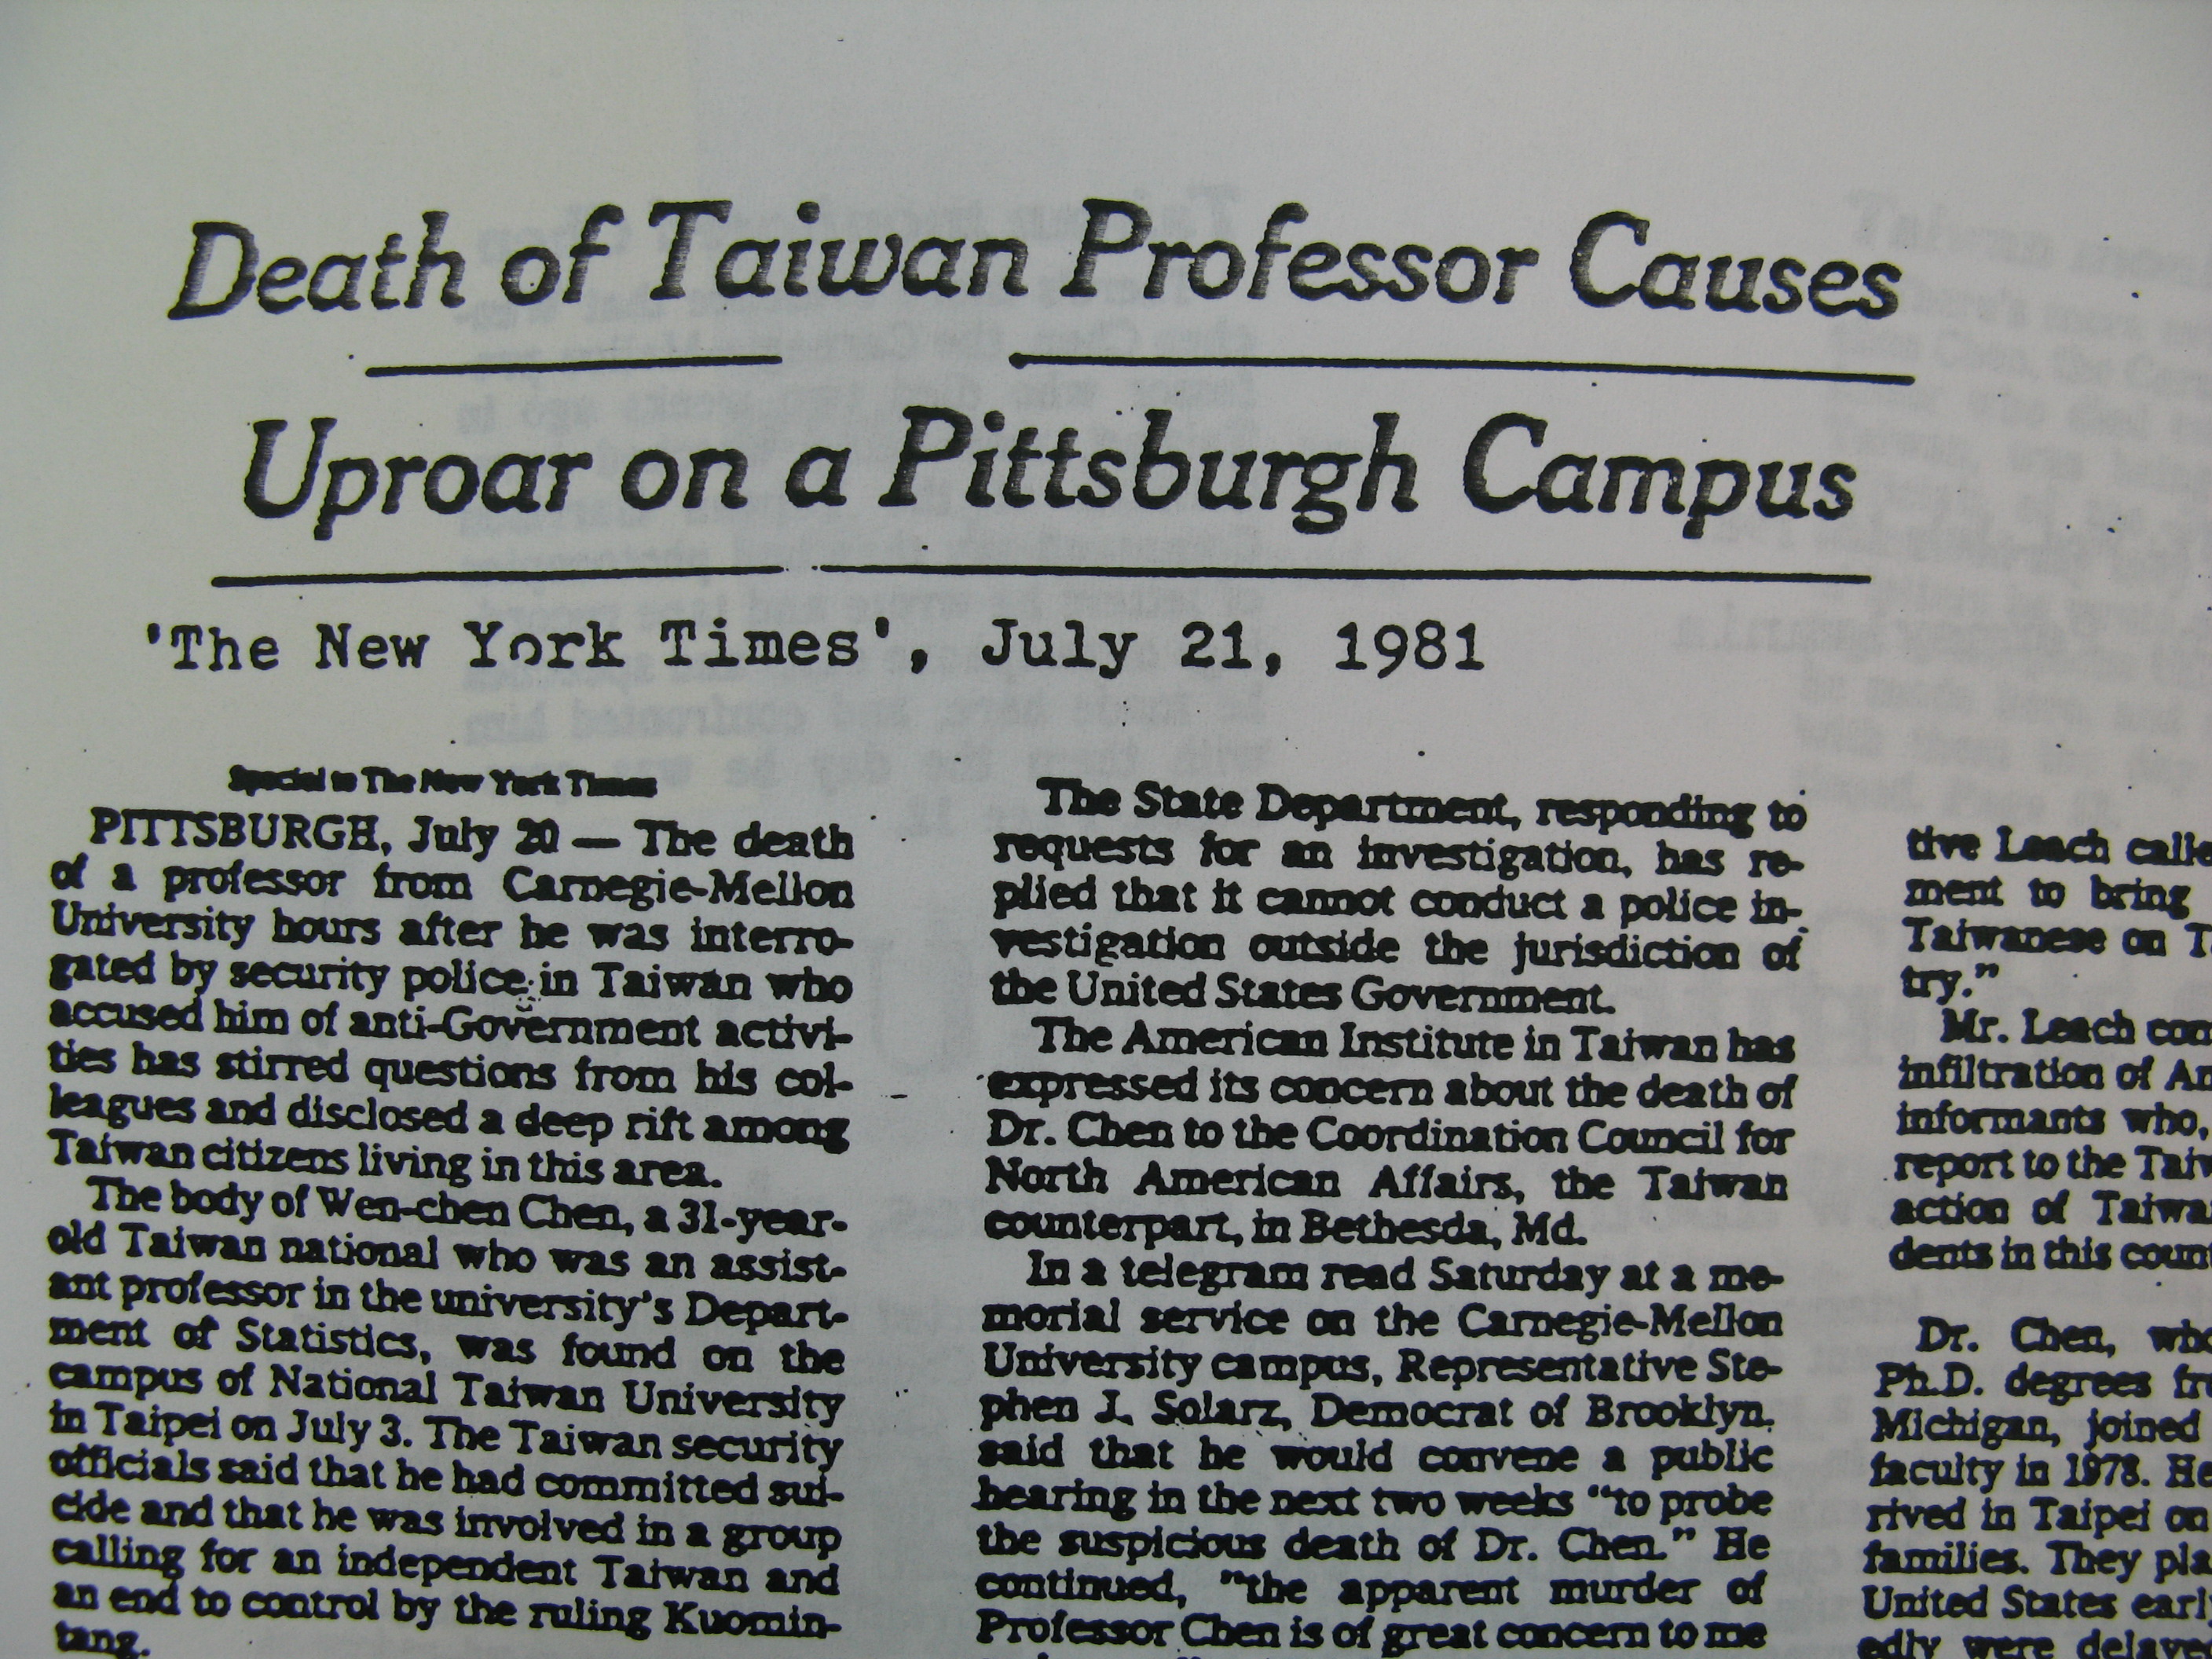 Death of Taiwan Professor Causes
Uproar on a Pittsburgh Campus
'The New York Times', July 21, 1981
Special to The New York Times
PITTSBURGH, July 20 — The death
of a professor from Carnegie-Mellon
University hours after he was interro-
gated by security police in Taiwan who
accused him of anti-Government activi-
ties has stirred questions from his col-
leagues and disclosed a deep rift among
Taiwan citizens living in this area.
The body of Wen-chen Chen, a 31-year-
old Taiwan national who was an assist-
ant professor in the university's Depart-
ment of Statistics, was found on the
campus of National Taiwan University
in Taipei on July 3. The Taiwan security
officials said that he had committed sui-
cide and that he was involved in a group
calling for an independent Taiwan and
an end to control by the ruling Kuomin-
tang.
The State Department, responding to
requests for an investigation, has re-
plied that it cannot conduct a police in-
vestigation outside the jurisdiction of
the United States Government.
The American Institute in Taiwan has
expressed its concern about the death of
Dr. Chen to the Coordination Council for
North American Affairs, the Taiwan
counterpart, in Bethesda, Md.
In a telegram read Saturday at a me-
morial service on the Carnegie-Mellon
University campus, Representative Ste-
phen J. Solarz, Democrat of Brooklyn,
said that he would convene a public
hearing in the next two weeks "to probe
the suspicious death of Dr. Chen." He
continued, "the apparent murder of
Professor Chen is of great concern to me
tive Leach calle
ment to bring
Taiwanese on T
try."
Mr. Leach con
infiltration of An
informants who,
report to the Taiw
action of Taiwa
dents in this coun
Dr. Chen, who
Ph.D. degrees fro
Michigan, joined
faculty in 1978. He
rived in Taipei on
families. They pla
United States earl
edly were delaye